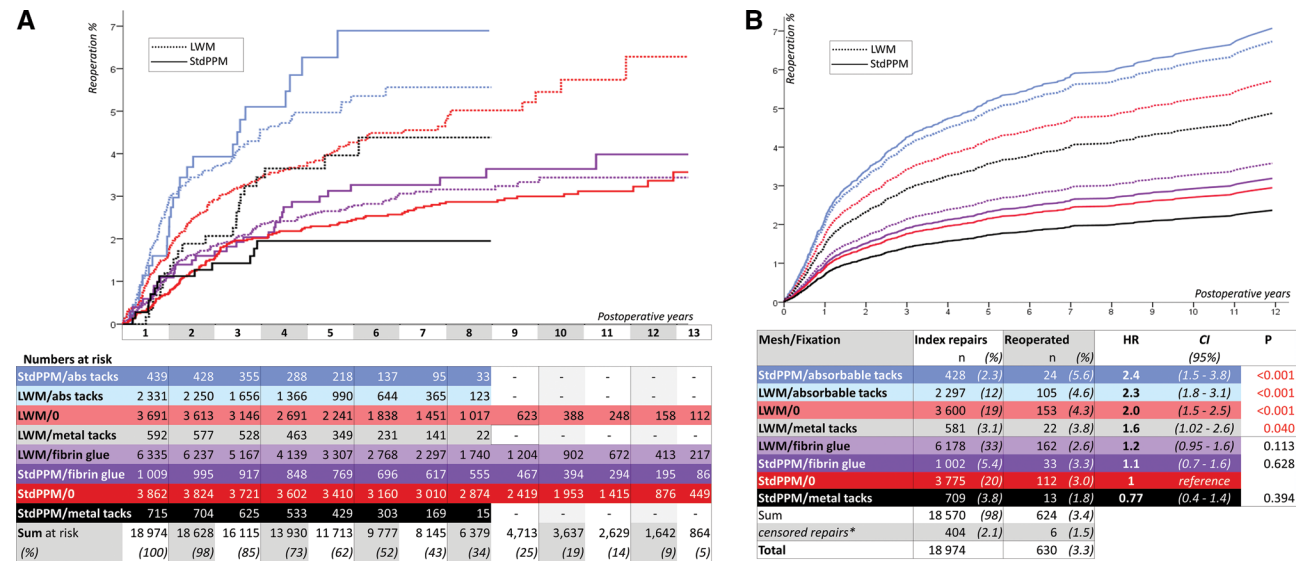 A
Reoperation %
7
6
5
4
3
2
1
0
LWM
StdPPM
Postoperative years
1 2 3 4 5 6 7 8 9 10 11 12 13
Numbers at risk
StdPPM/abs tacks 439 428 355 288 218 137 95 33 - - - - -
LWM/abs tacks 2 331 2 250 1 656 1 366 990 644 365 123 - - - - -
LWM/0 3 691 3 613 3 146 2 691 2 241 1 838 1 451 1 017 623 388 248 158 112
LWM/metal tacks 592 577 528 463 349 231 141 22 - - - - -
LWM/fibrin glue 6 335 6 237 5 167 4 139 3 307 2 768 2 297 1 740 1 204 902 672 413 217
StdPPM/fibrin glue 1 009 995 917 848 769 696 617 555 467 394 294 195 86
StdPPM/0 3 862 3 824 3 721 3 602 3 410 3 160 3 010 2 874 2 419 1 953 1 415 876 449
StdPPM/metal tacks 715 704 625 533 429 303 169 15 - - - - -
Sum at risk 18 974 18 628 16 115 13 930 11 713 9 777 8 145 6 379 4,713 3,637 2,629 1,642 864
(%) (100) (98) (85) (73) (62) (52) (43) (34) (25) (19) (14) (9) (5)
B
Reoperation %
7
6
5
4
3
2
1
0
LWM
StdPPM
Postoperative years
0 1 2 3 4 5 6 7 8 9 10 11 12
Mesh/Fixation Index repairs Reoperated HR CI P
n (%) n (%) (95%)
StdPPM/absorbable tacks 428 (2.3) 24 (5.6) 2.4 (1.5 - 3.8) <0.001
LWM/absorbable tacks 2 297 (12) 105 (4.6) 2.3 (1.8 - 3.1) <0.001
LWM/0 3 600 (19) 153 (4.3) 2.0 (1.5 - 2.5) <0.001
LWM/metal tacks 581 (3.1) 22 (3.8) 1.6 (1.02 - 2.6) 0.040
LWM/fibrin glue 6 178 (33) 162 (2.6) 1.2 (0.95 - 1.6) 0.113
StdPPM/fibrin glue 1 002 (5.4) 33 (3.3) 1.1 (0.7 - 1.6) 0.628
StdPPM/0 3 775 (20) 112 (3.0) 1 reference
StdPPM/metal tacks 709 (3.8) 13 (1.8) 0.77 (0.4 - 1.4) 0.394
Sum 18 570 (98) 624 (3.4)
censored repairs* 404 (2.1) 6 (1.5)
Total 18 974 630 (3.3)